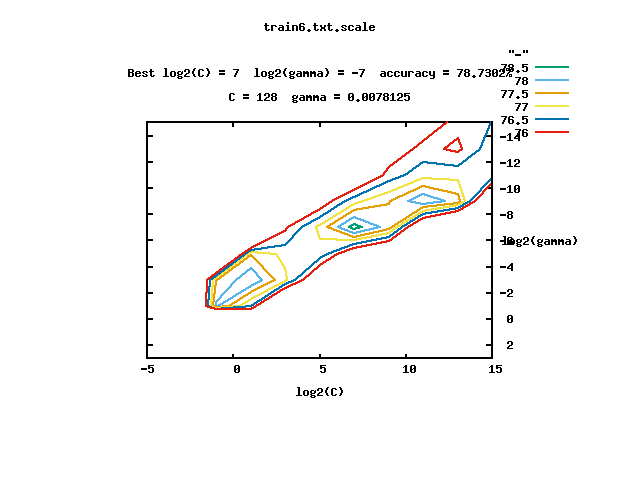 train6.txt.scale
"-"
Best log2(C) = 7  log2(gamma) = -7  accuracy = 78.7302%
C = 128  gamma = 0.0078125
78.5
78
77.5
77
76.5
76
-14
-12
-10
-8
-6
log2(gamma)
-4
-2
0
2
-5 0 5 10 15
log2(C)